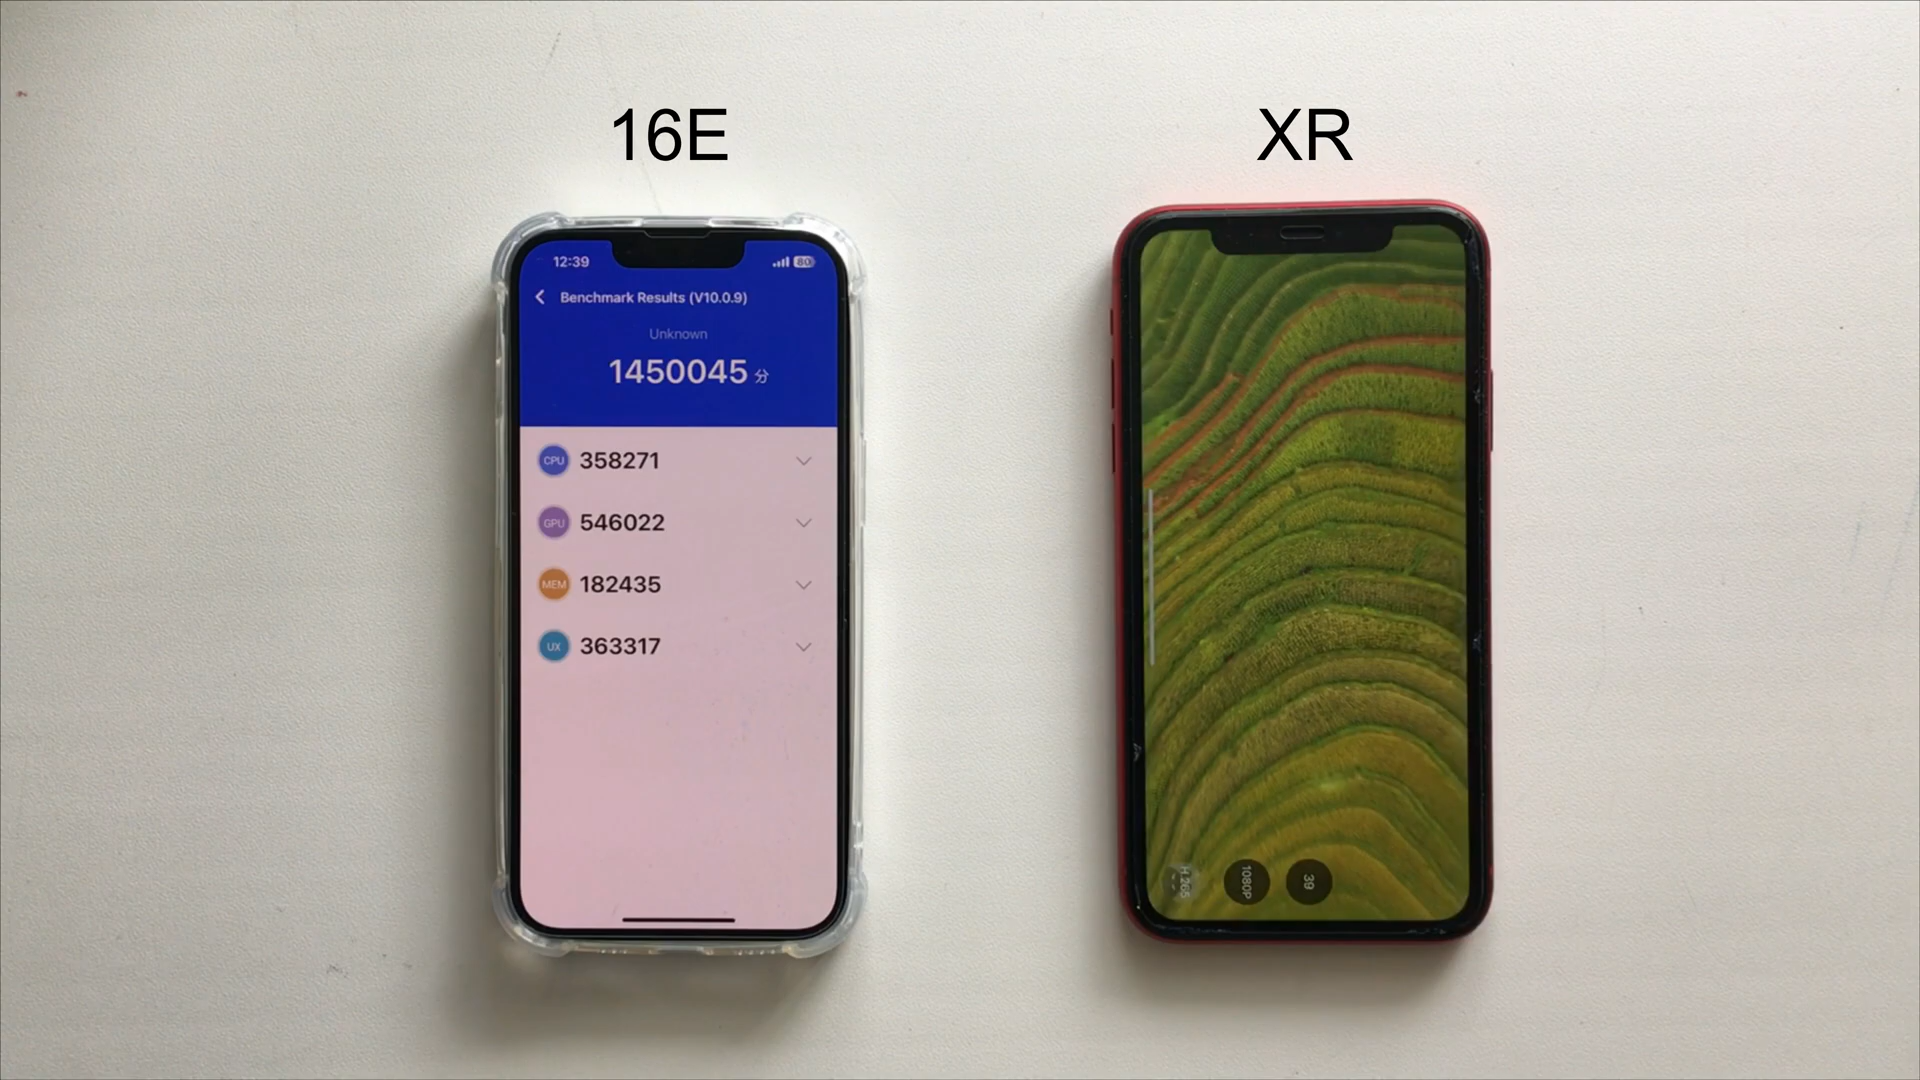 16E
XR
12:39
80
Benchmark Results (V10.0.9)
Unknown
1450045 分
CPU 358271
GPU 546022
MEM 182435
UX 363317
H.265
1080P
39